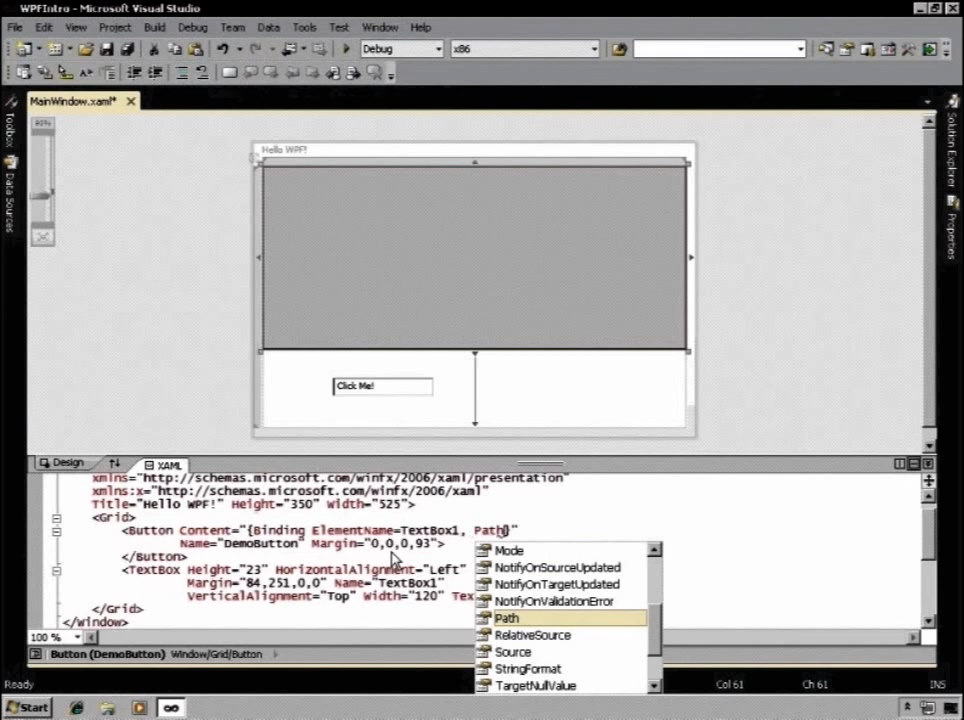 WPFIntro - Microsoft Visual Studio
File Edit View Project Build Debug Team Data Tools Test Window Help
Debug x86
MainWindow.xaml*
Toolbox
Data Sources
Solution Explorer
Properties
Hello WPF!
Click Me!
Design XAML
xmlns="http://schemas.microsoft.com/winfx/2006/xaml/presentation"
xmlns:x="http://schemas.microsoft.com/winfx/2006/xaml"
Title="Hello WPF!" Height="350" Width="525">
<Grid>
<Button Content="{Binding ElementName=TextBox1, Path}"
Name="DemoButton" Margin="0,0,0,93">
</Button>
<TextBox Height="23" HorizontalAlignment="Left"
Margin="84,251,0,0" Name="TextBox1"
VerticalAlignment="Top" Width="120" Tex
</Grid>
</Window>
Mode
NotifyOnSourceUpdated
NotifyOnTargetUpdated
NotifyOnValidationError
Path
RelativeSource
Source
StringFormat
TargetNullValue
100 %
Button (DemoButton) Window/Grid/Button
Ready Col 61 Ch 61 INS
Start